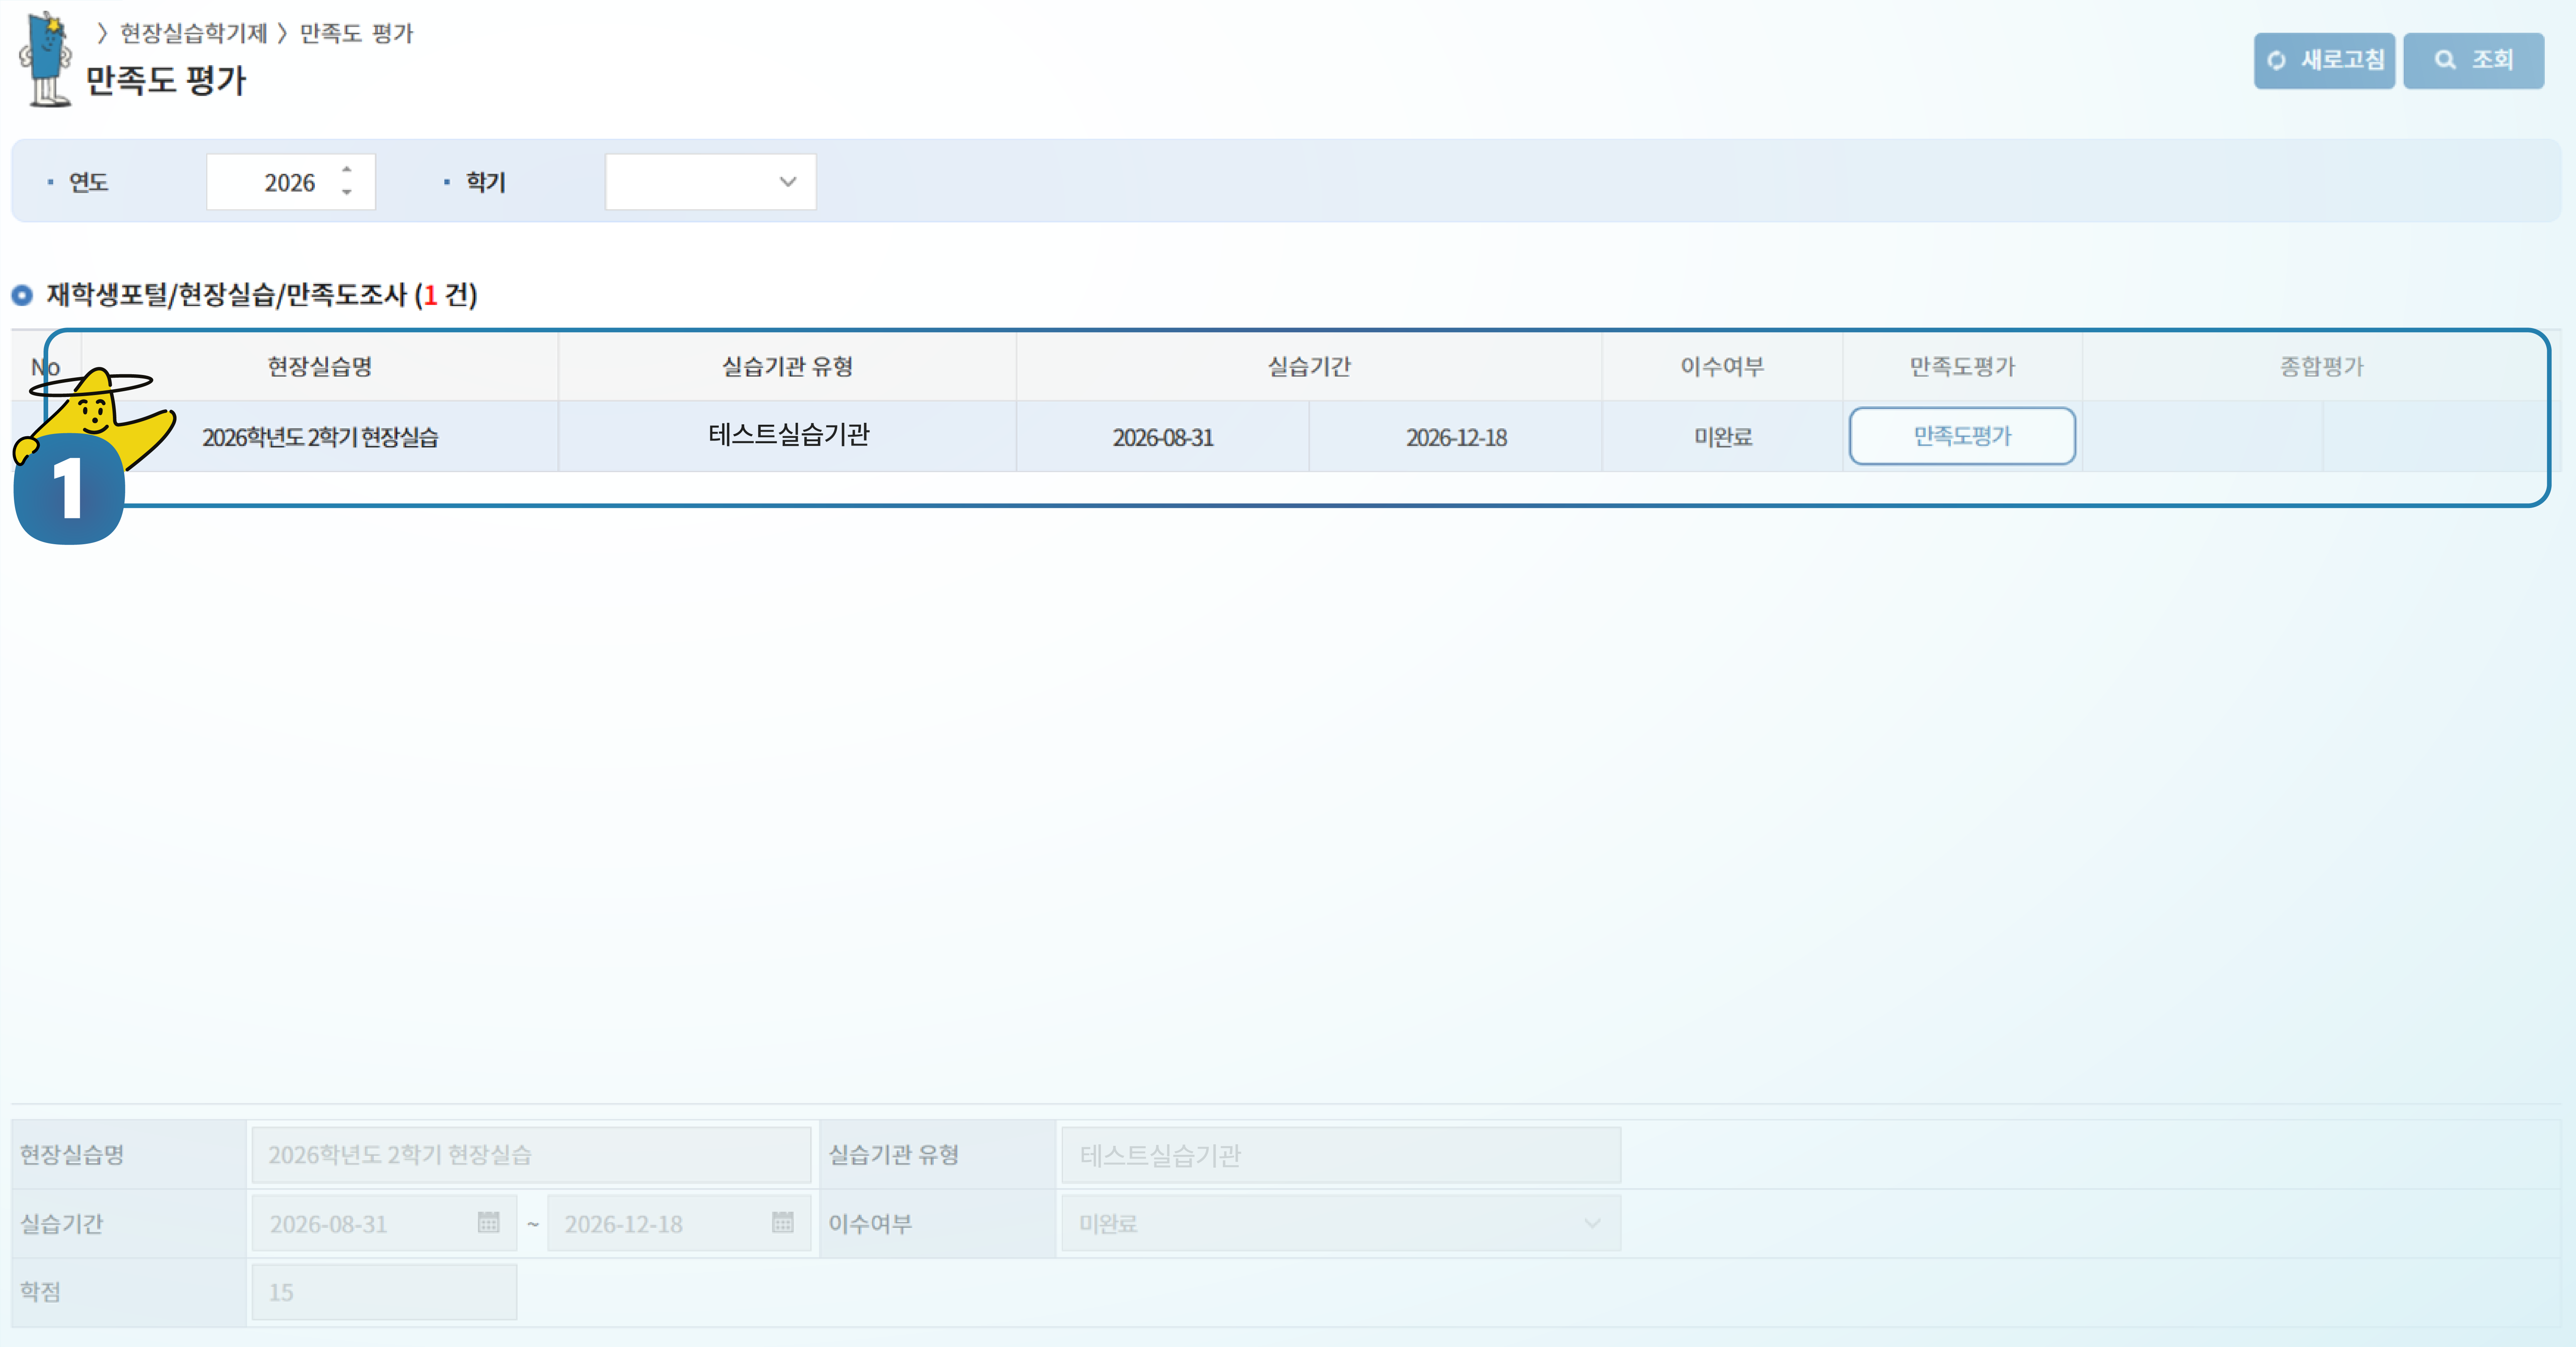 〉현장실습학기제 〉만족도 평가
만족도 평가
새로고침 조회
연도 2026 학기
재학생포털/현장실습/만족도조사 (1 건)
No 현장실습명 실습기관 유형 실습기간 이수여부 만족도평가 종합평가
2026학년도 2학기 현장실습 테스트실습기관 2026-08-31 2026-12-18 미완료 만족도평가
1
현장실습명 2026학년도 2학기 현장실습 실습기관 유형 테스트실습기관
실습기간 2026-08-31 ~ 2026-12-18 이수여부 미완료
학점 15